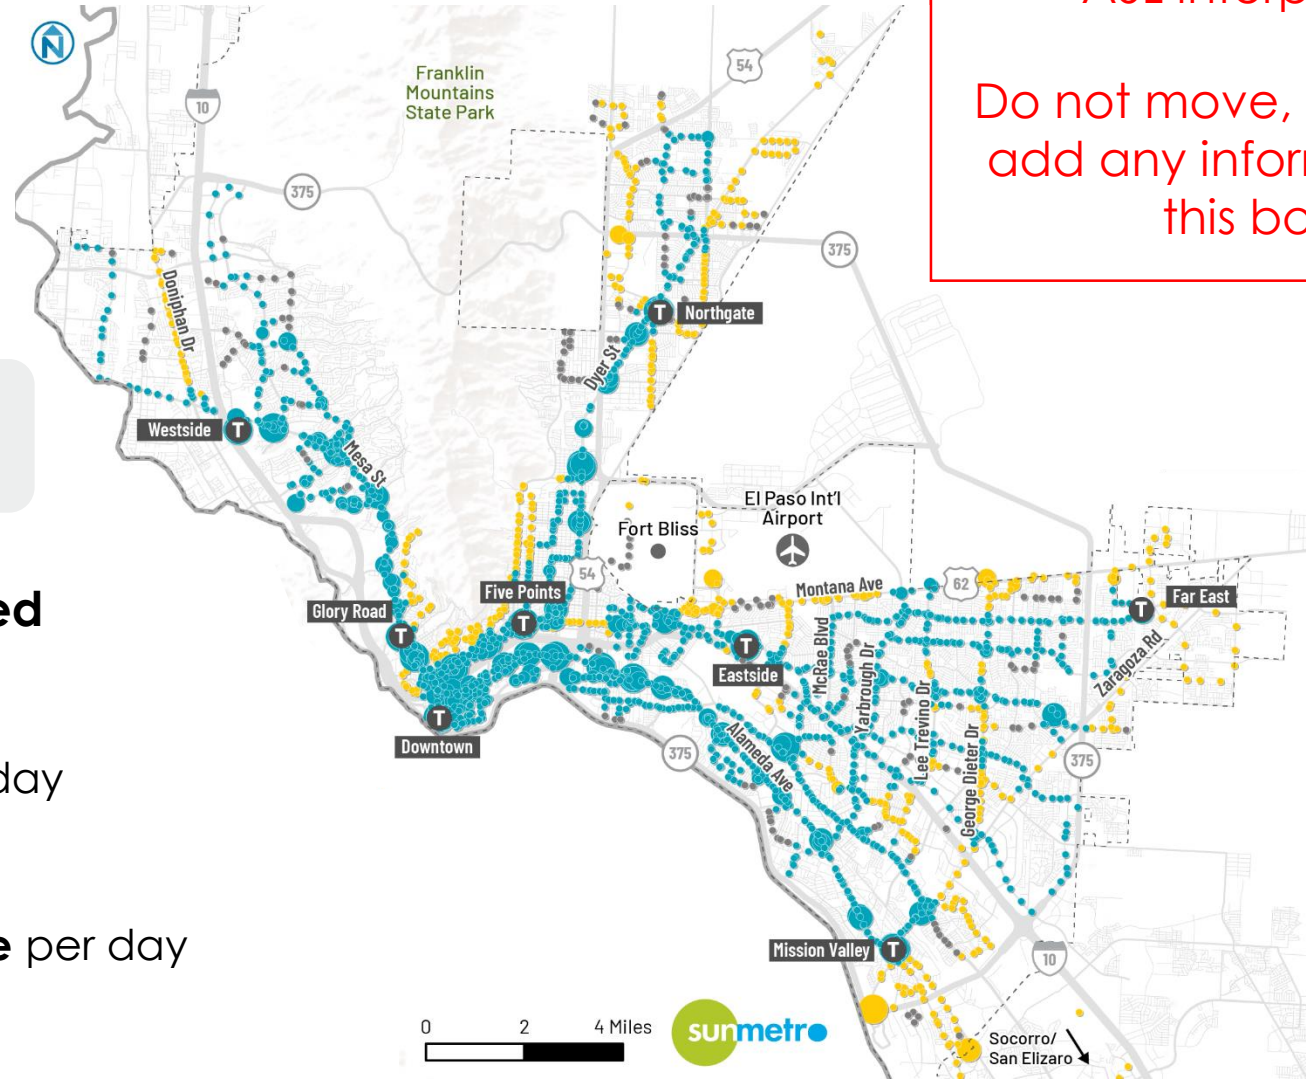 ASL
Do not move,
add any
this
N
54
Franklin
Mountains
State Park
10
375
375
Doniphan Dr
T Northgate
Dyer St
Westside T
Mesa St
El Paso Int'l
Airport
Fort Bliss
54
Montana Ave
62
Five Points
T
Far East
T
Glory Road
T
Eastside
T
McRae Blvd
Yarbrough Dr
Lee Trevino Dr
George Dieter Dr
Zaragoza Rd
T
Downtown
375
Alameda Ave
375
day
Mission Valley T
10
per day
0 2 4 Miles
sunmetro
Socorro/
San Elizaro